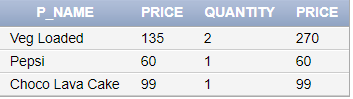 P_NAME PRICE QUANTITY PRICE
Veg Loaded 135 2 270
Pepsi 60 1 60
Choco Lava Cake 99 1 99